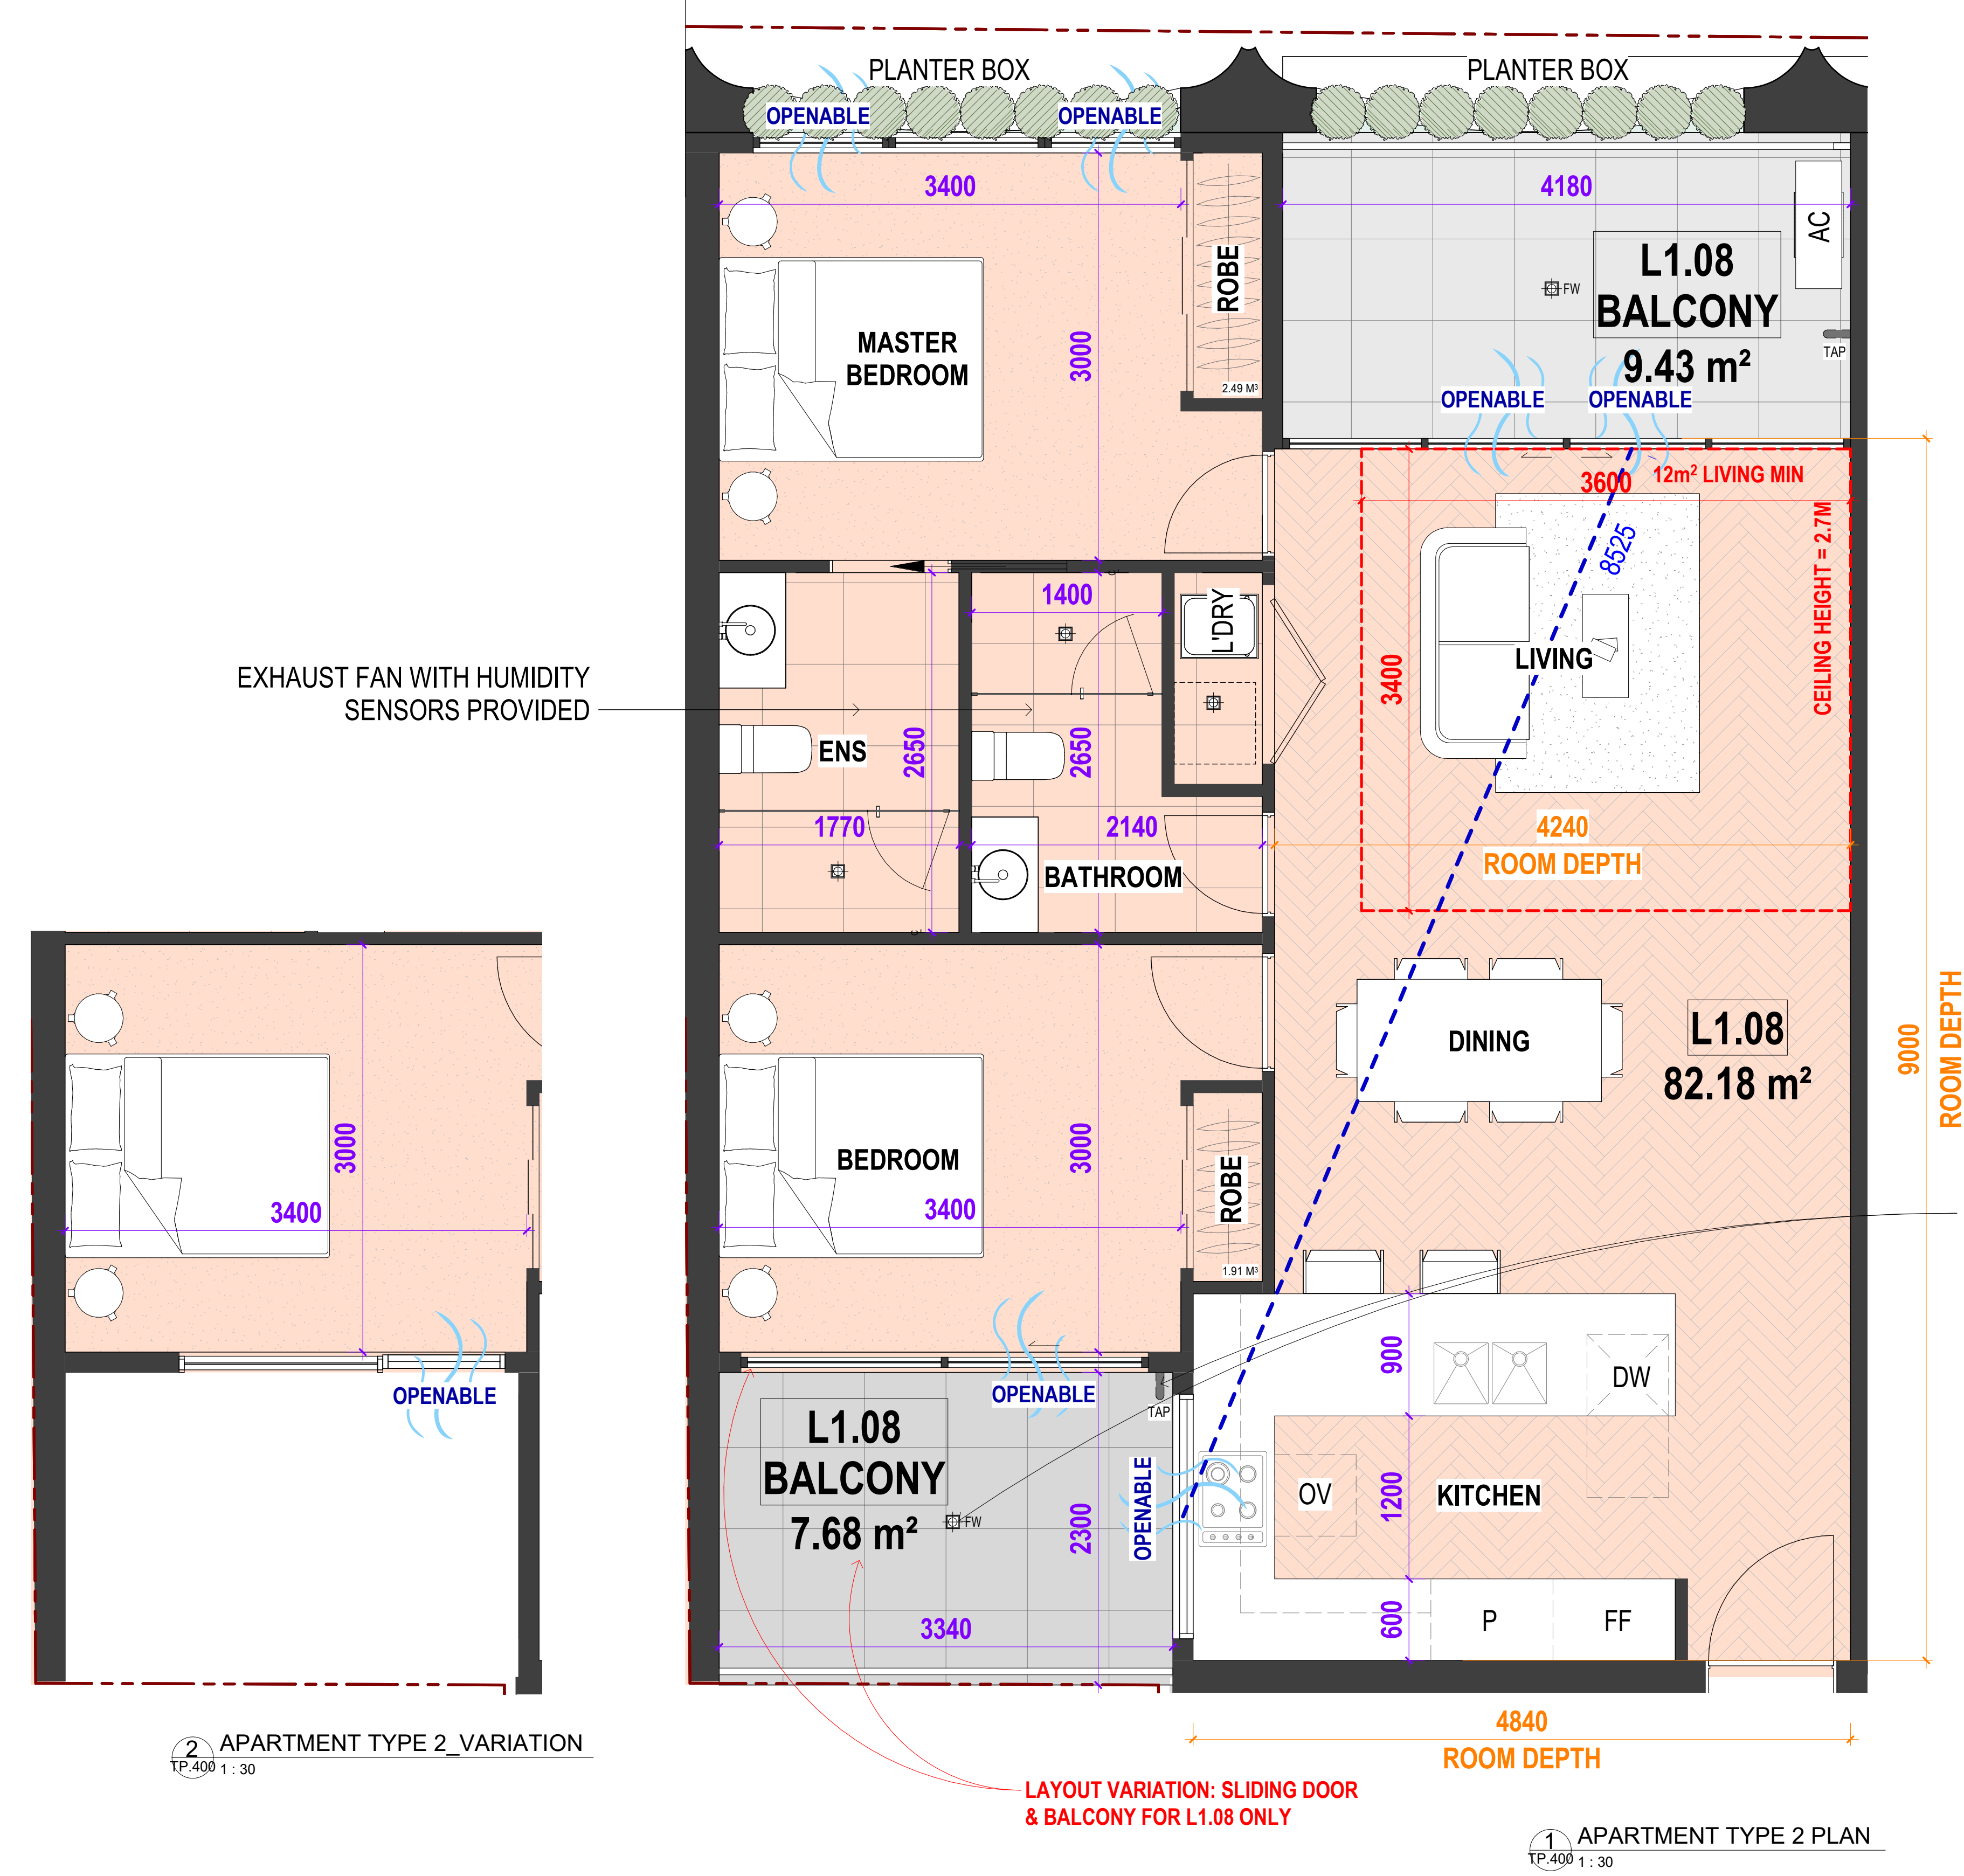 PLANTER BOX
PLANTER BOX
OPENABLE
OPENABLE
3400
4180
ROBE
AC
L1.08
BALCONY
9.43 m²
FW
TAP
MASTER
BEDROOM
3000
2.49 M³
OPENABLE
OPENABLE
12m² LIVING MIN
3600
CEILING HEIGHT = 2.7M
8525
1400
L'DRY
LIVING
3400
EXHAUST FAN WITH HUMIDITY
SENSORS PROVIDED
ENS
2650
2650
1770
2140
4240
ROOM DEPTH
BATHROOM
DINING
L1.08
82.18 m²
9000
ROOM DEPTH
3000
3400
OPENABLE
BEDROOM
3000
3400
ROBE
1.91 M³
OPENABLE
TAP
L1.08
BALCONY
7.68 m²
FW
2300
3340
OPENABLE
900
DW
OV
1200
KITCHEN
600
P
FF
4840
ROOM DEPTH
2
TP.400
APARTMENT TYPE 2_VARIATION
1 : 30
LAYOUT VARIATION: SLIDING DOOR
& BALCONY FOR L1.08 ONLY
1
TP.400
APARTMENT TYPE 2 PLAN
1 : 30